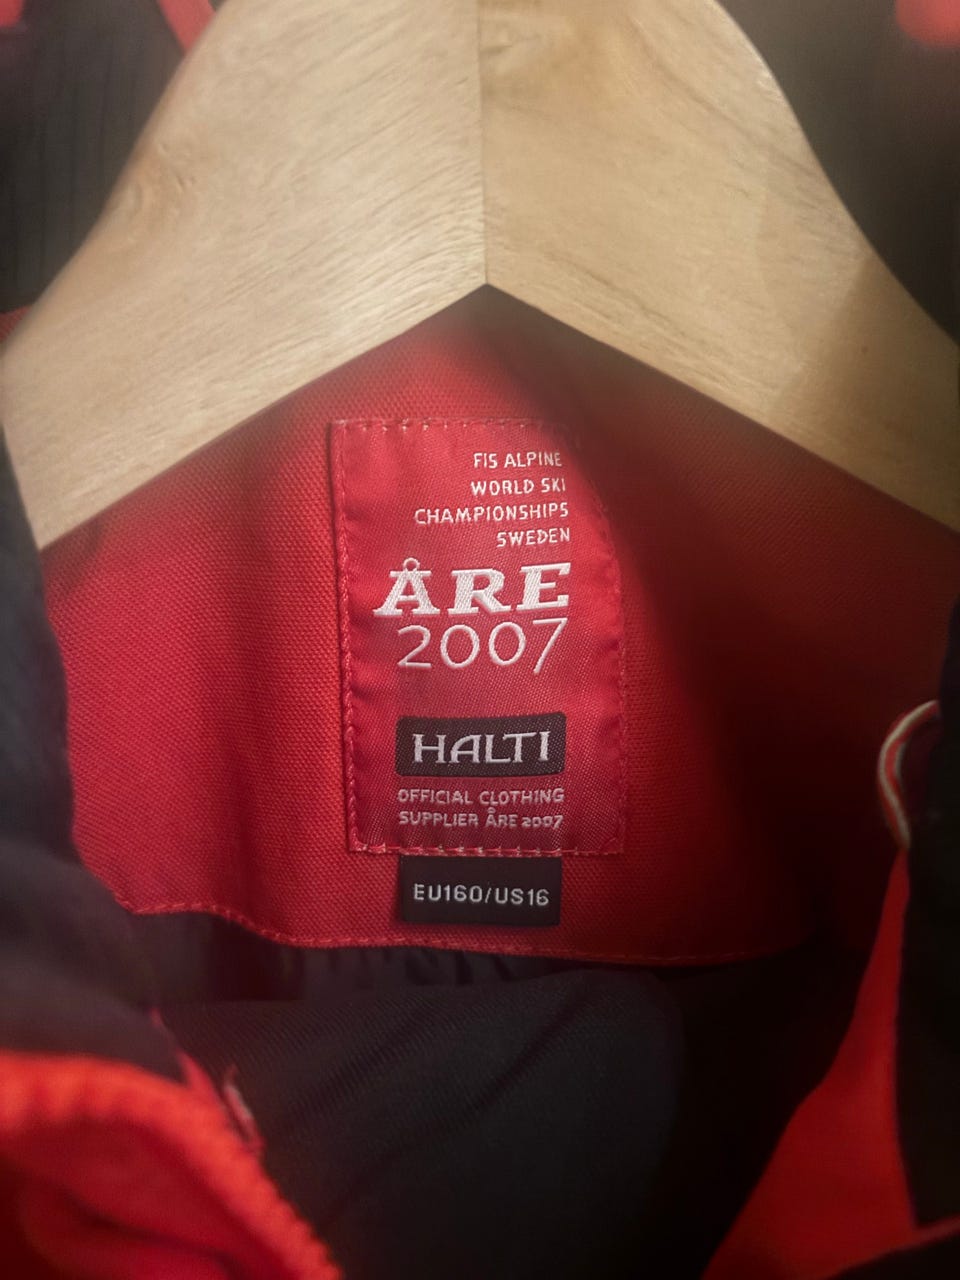 FIS ALPINE
WORLD SKI
CHAMPIONSHIPS
SWEDEN
ÅRE
2007
HALTI
OFFICIAL CLOTHING
SUPPLIER ÅRE 2007
EU160/US16